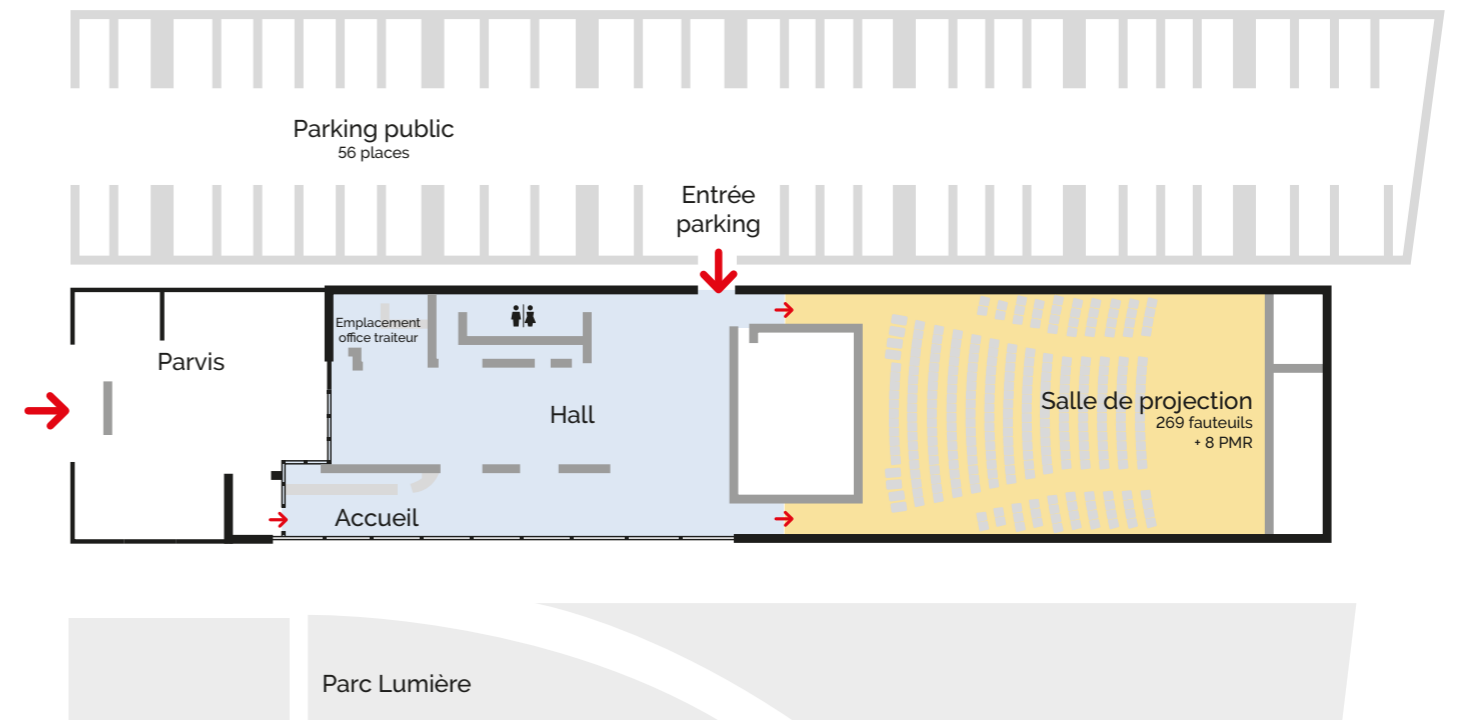 Parking public
56 places
Entrée
parking
Emplacement
office traiteur
Parvis
Hall
Salle de projection
269 fauteuils
+ 8 PMR
Accueil
Parc Lumière